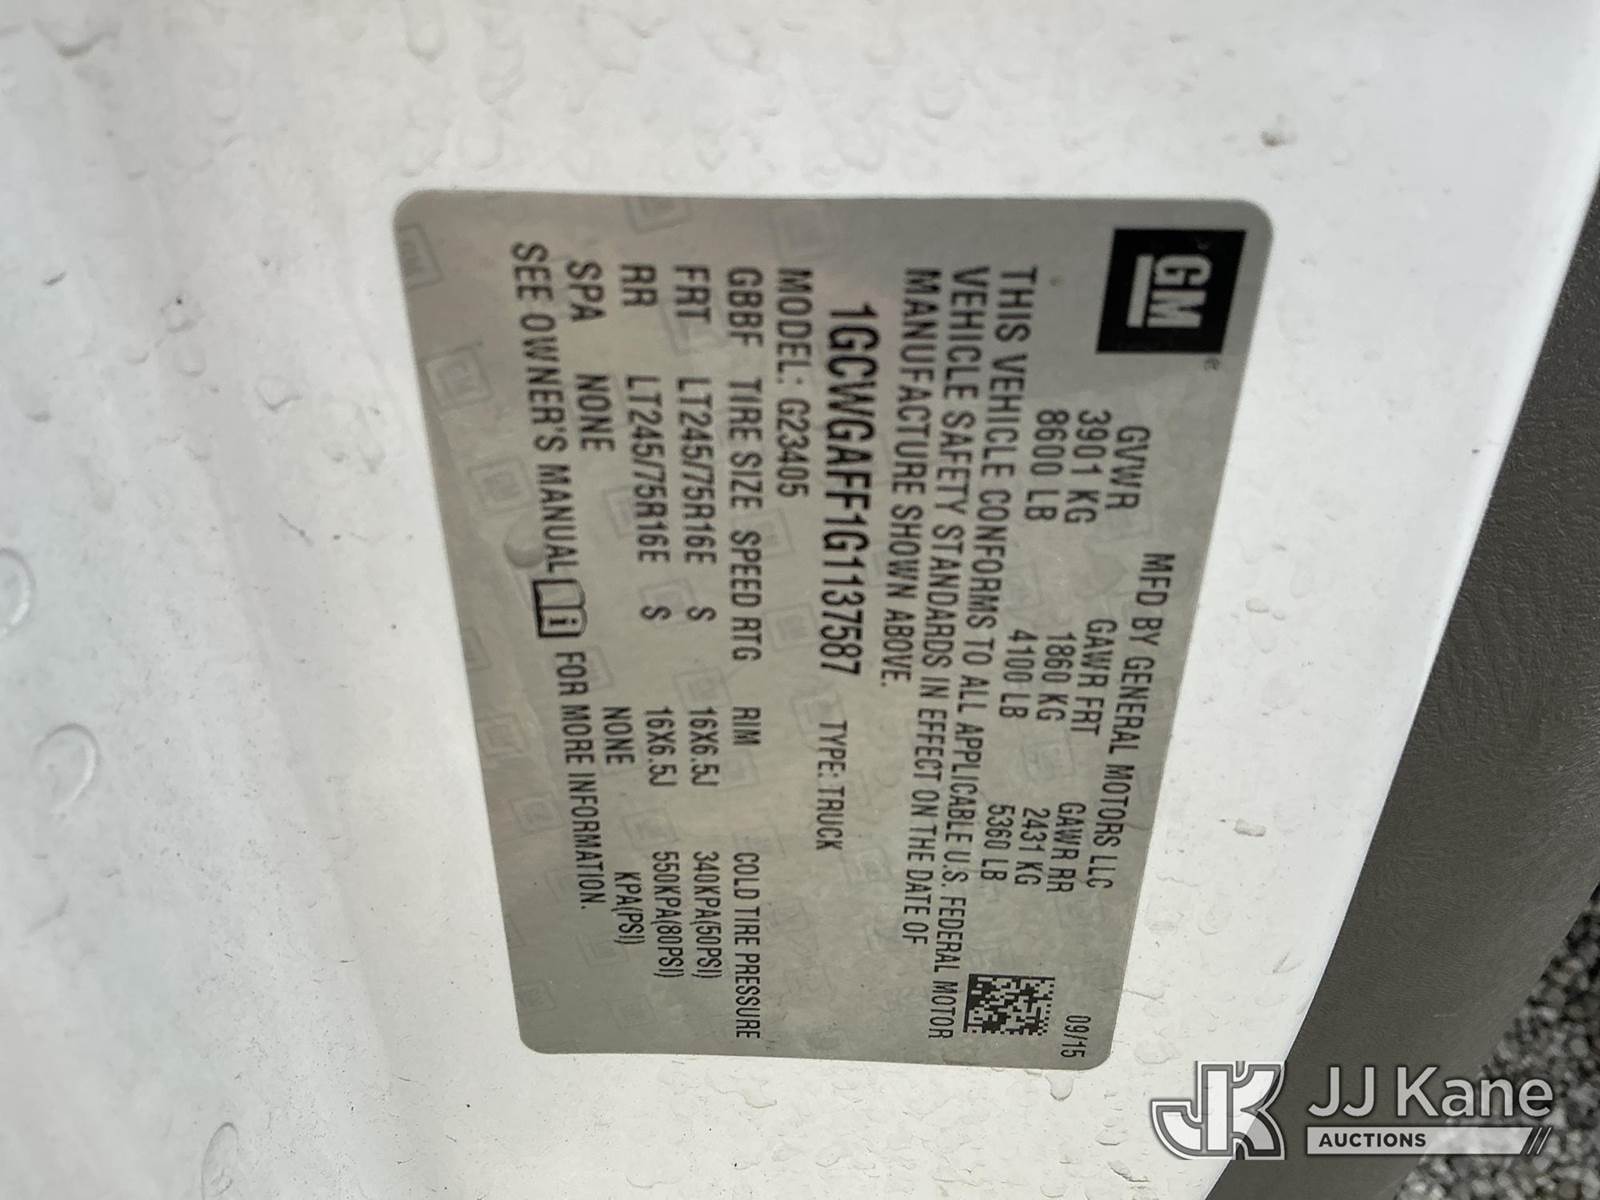 GM
MFD BY GENERAL MOTORS LLC 09/15
GVWR GAWR FRT GAWR RR
3901 KG 1860 KG 2431 KG
8600 LB 4100 LB 5360 LB
THIS VEHICLE CONFORMS TO ALL APPLICABLE U.S. FEDERAL MOTOR
VEHICLE SAFETY STANDARDS IN EFFECT ON THE DATE OF
MANUFACTURE SHOWN ABOVE.
1GCWGAFF1G1137587 TYPE: TRUCK
MODEL: G23405
GBBF TIRE SIZE SPEED RTG RIM COLD TIRE PRESSURE
FRT LT245/75R16E S 16X6.5J 340KPA(50PSI)
RR LT245/75R16E S 16X6.5J 550KPA(80PSI)
SPA NONE NONE KPA(PSI)
SEE OWNER'S MANUAL FOR MORE INFORMATION.
JK JJ Kane
AUCTIONS